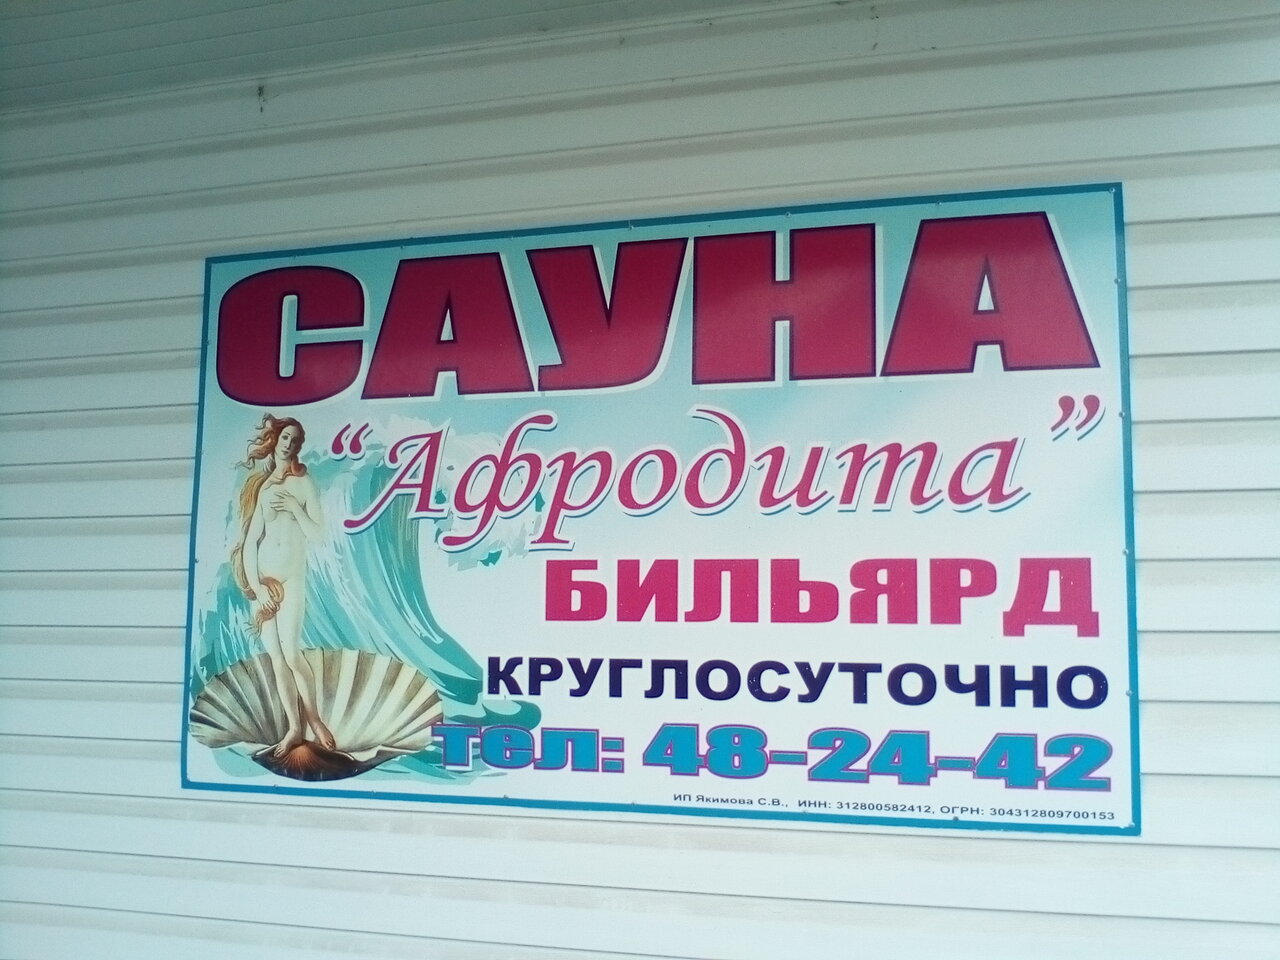 САУНА
“Афродита”
БИЛЬЯРД
КРУГЛОСУТОЧНО
тел: 48-24-42
ИП Якимова С.В., ИНН: 312800582412, ОГРН: 304312809700153